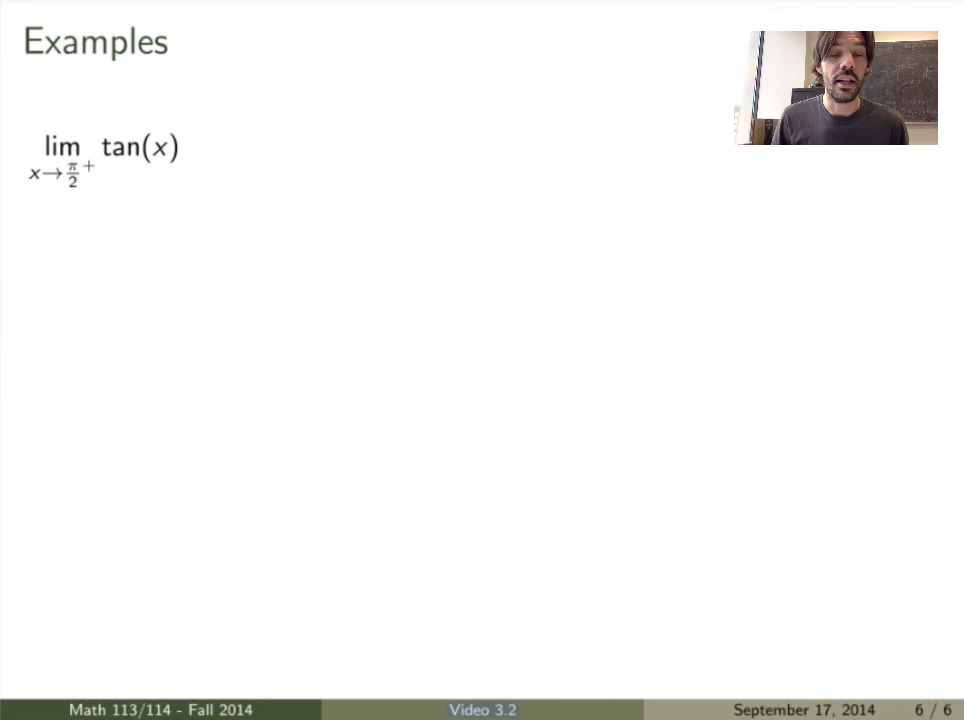 Examples
lim tan(x)
x→π/2⁺
Math 113/114 - Fall 2014 Video 3.2 September 17, 2014 6 / 6